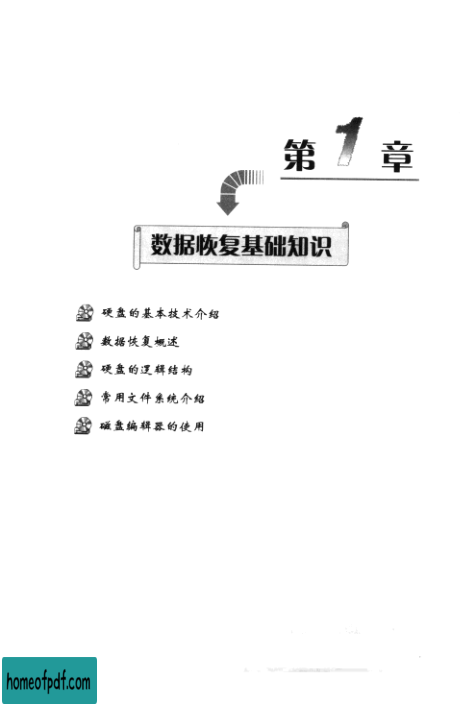 第1章
数据恢复基础知识
硬盘的基本技术介绍
数据恢复概述
硬盘的逻辑结构
常用文件系统介绍
磁盘编辑器的使用
homeofpdf.com